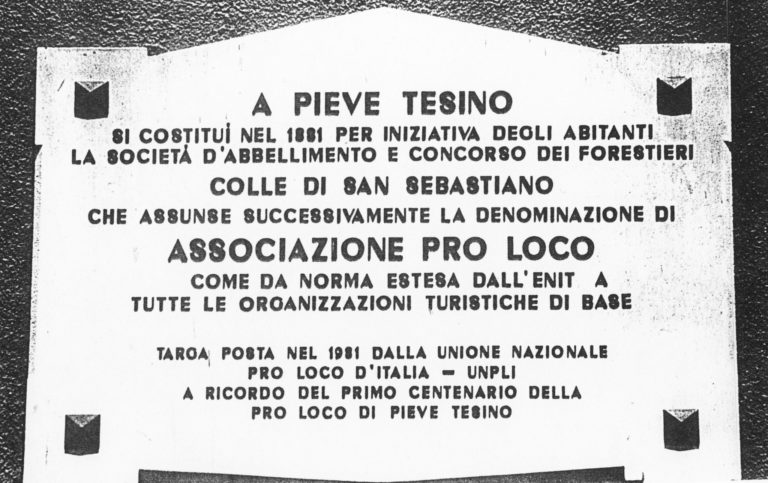 A PIEVE TESINO
SI COSTITUÌ NEL 1881 PER INIZIATIVA DEGLI ABITANTI
LA SOCIETÀ D'ABBELLIMENTO E CONCORSO DEI FORESTIERI
COLLE DI SAN SEBASTIANO
CHE ASSUNSE SUCCESSIVAMENTE LA DENOMINAZIONE DI
ASSOCIAZIONE PRO LOCO
COME DA NORMA ESTESA DALL'ENIT A
TUTTE LE ORGANIZZAZIONI TURISTICHE DI BASE
TARGA POSTA NEL 1981 DALLA UNIONE NAZIONALE
PRO LOCO D'ITALIA – UNPLI
A RICORDO DEL PRIMO CENTENARIO DELLA
PRO LOCO DI PIEVE TESINO